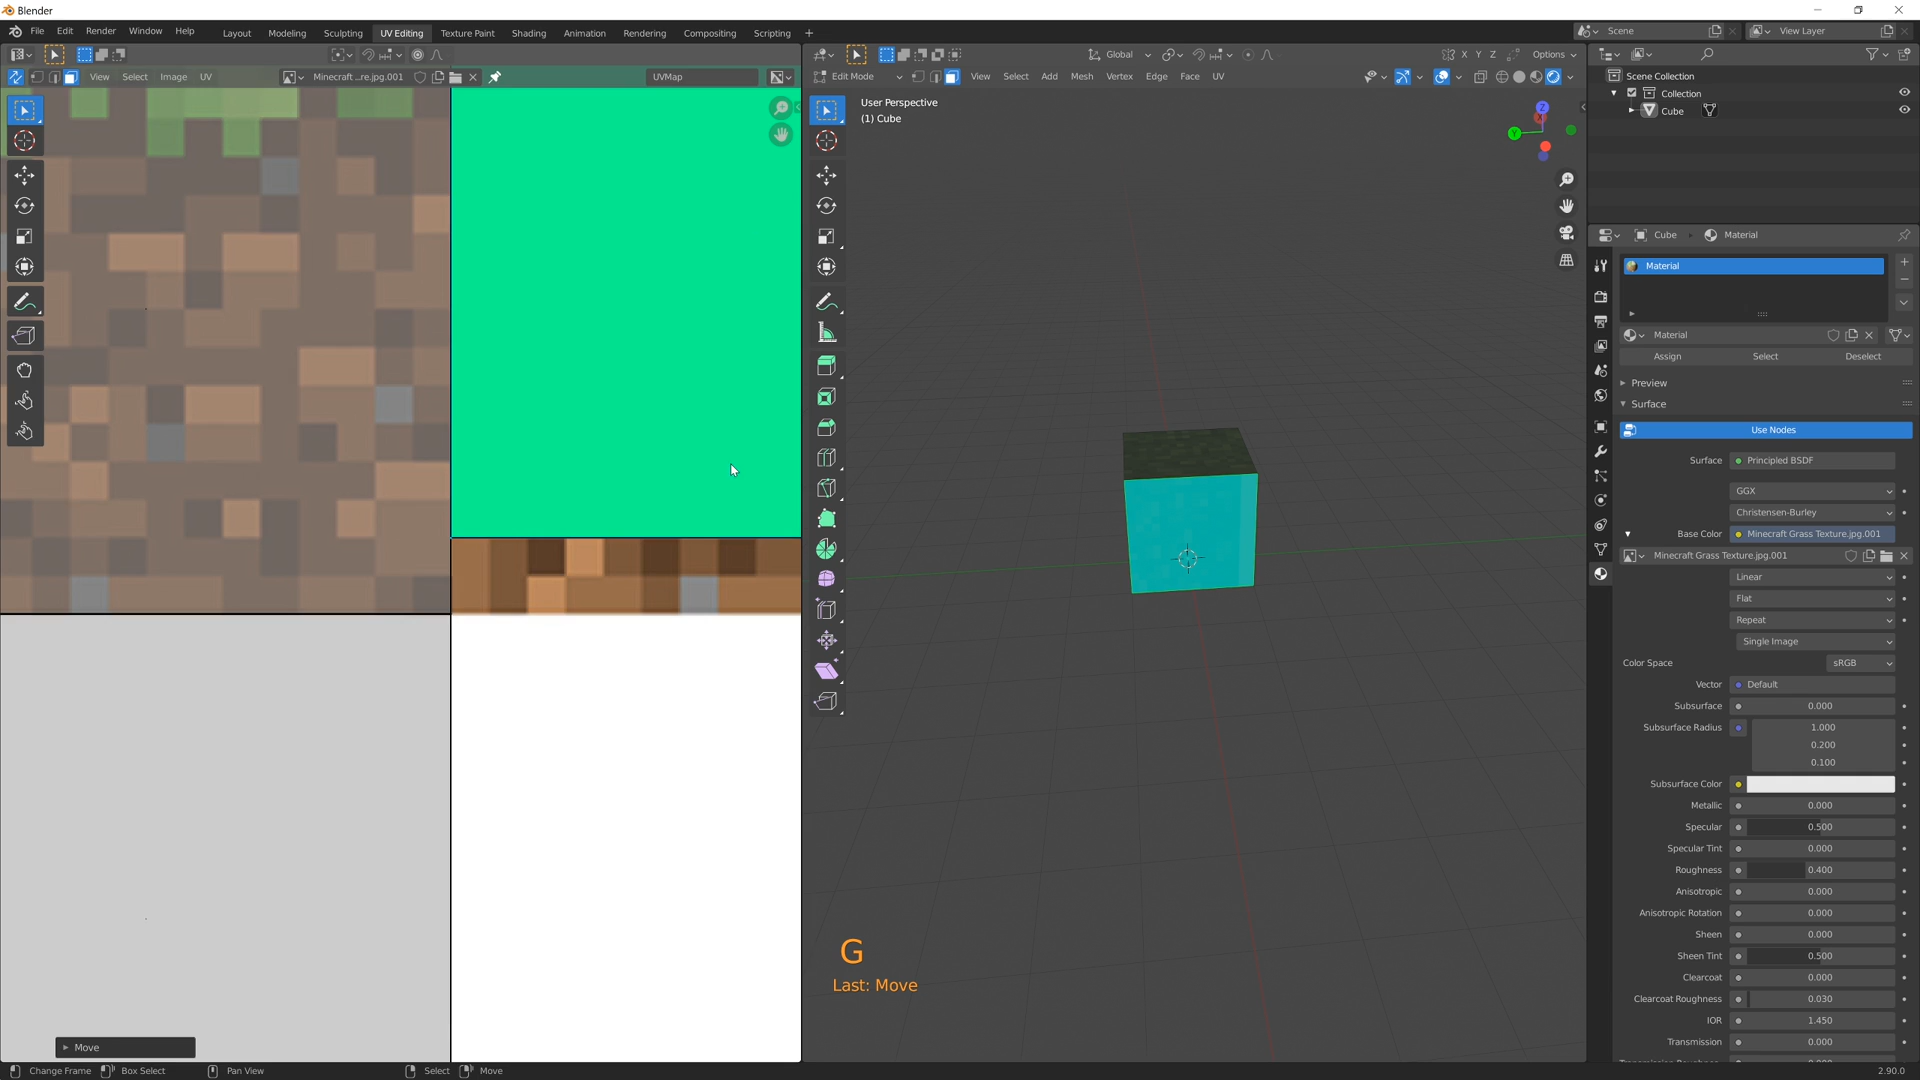 Blender
File Edit Render Window Help
Layout Modeling Sculpting UV Editing Texture Paint Shading Animation Rendering Compositing Scripting +
Scene
View Layer
Global
X Y Z
Options
View Select Image UV
Minecraft ...re.jpg.001
UVMap
Edit Mode
View Select Add Mesh Vertex Edge Face UV
User Perspective
(1) Cube
Z
X
Y
Scene Collection
Collection
Cube
Cube
Material
Material
Material
Assign Select Deselect
Preview
Surface
Use Nodes
Surface Principled BSDF
GGX
Christensen-Burley
Base Color Minecraft Grass Texture.jpg.001
Minecraft Grass Texture.jpg.001
Linear
Flat
Repeat
Single Image
Color Space sRGB
Vector Default
Subsurface 0.000
Subsurface Radius 1.000
0.200
0.100
Subsurface Color
Metallic 0.000
Specular 0.500
Specular Tint 0.000
Roughness 0.400
Anisotropic 0.000
Anisotropic Rotation 0.000
Sheen 0.000
Sheen Tint 0.500
Clearcoat 0.000
Clearcoat Roughness 0.030
IOR 1.450
Transmission 0.000
G
Last: Move
Move
Change Frame Box Select Pan View Select Move
2.90.0